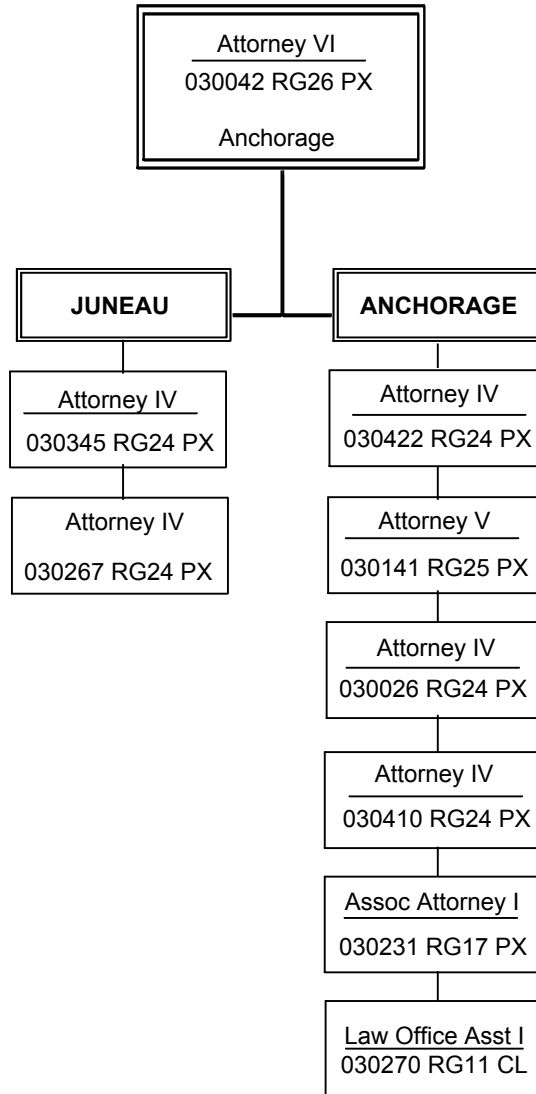 Attorney VI
030042 RG26 PX
Anchorage
JUNEAU
Attorney IV
030345 RG24 PX
Attorney IV
030267 RG24 PX
ANCHORAGE
Attorney IV
030422 RG24 PX
Attorney V
030141 RG25 PX
Attorney IV
030026 RG24 PX
Attorney IV
030410 RG24 PX
Assoc Attorney I
030231 RG17 PX
Law Office Asst I
030270 RG11 CL